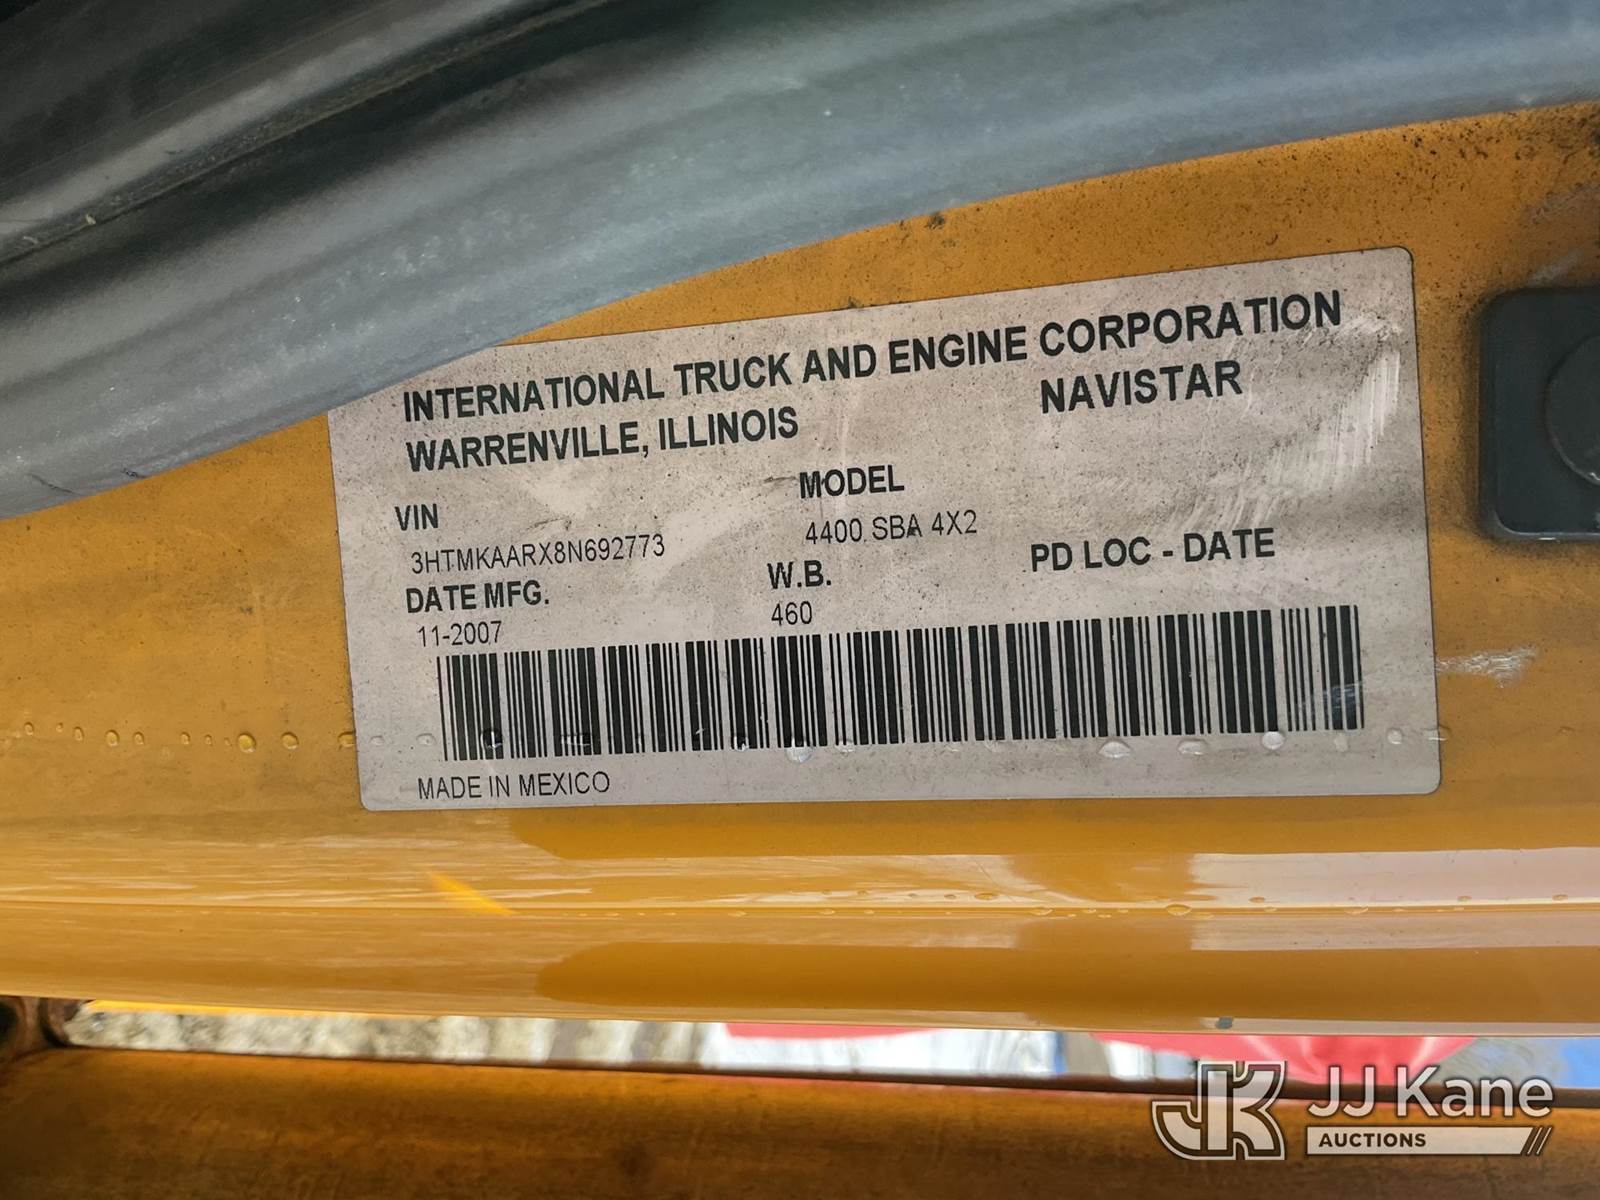 INTERNATIONAL TRUCK AND ENGINE CORPORATION
WARRENVILLE, ILLINOIS NAVISTAR
VIN MODEL
3HTMKAARX8N692773 4400 SBA 4X2
DATE MFG. W.B. PD LOC - DATE
11-2007 460
MADE IN MEXICO
JK JJ Kane
AUCTIONS